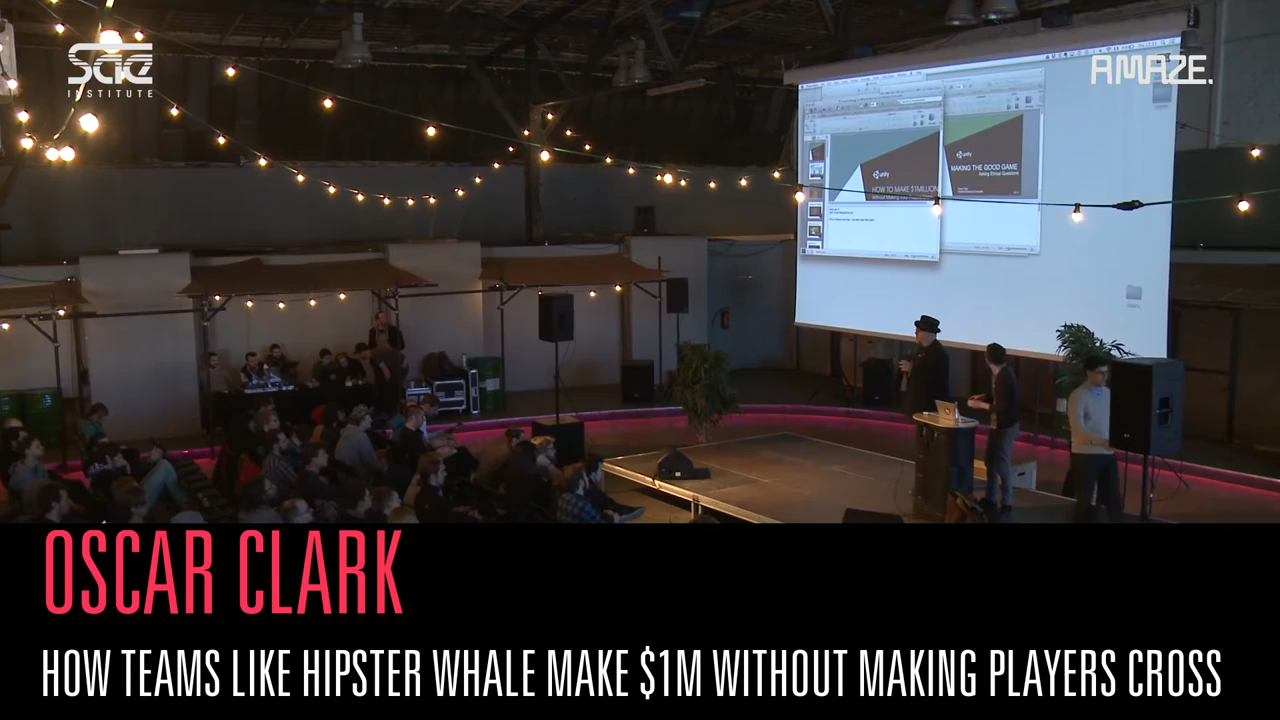 sae
INSTITUTE
AMAZE.
unity
HOW TO MAKE $1MILLION
unity
MAKING THE GOOD GAME
Asking Ethical Questions
OSCAR CLARK
HOW TEAMS LIKE HIPSTER WHALE MAKE $1M WITHOUT MAKING PLAYERS CROSS